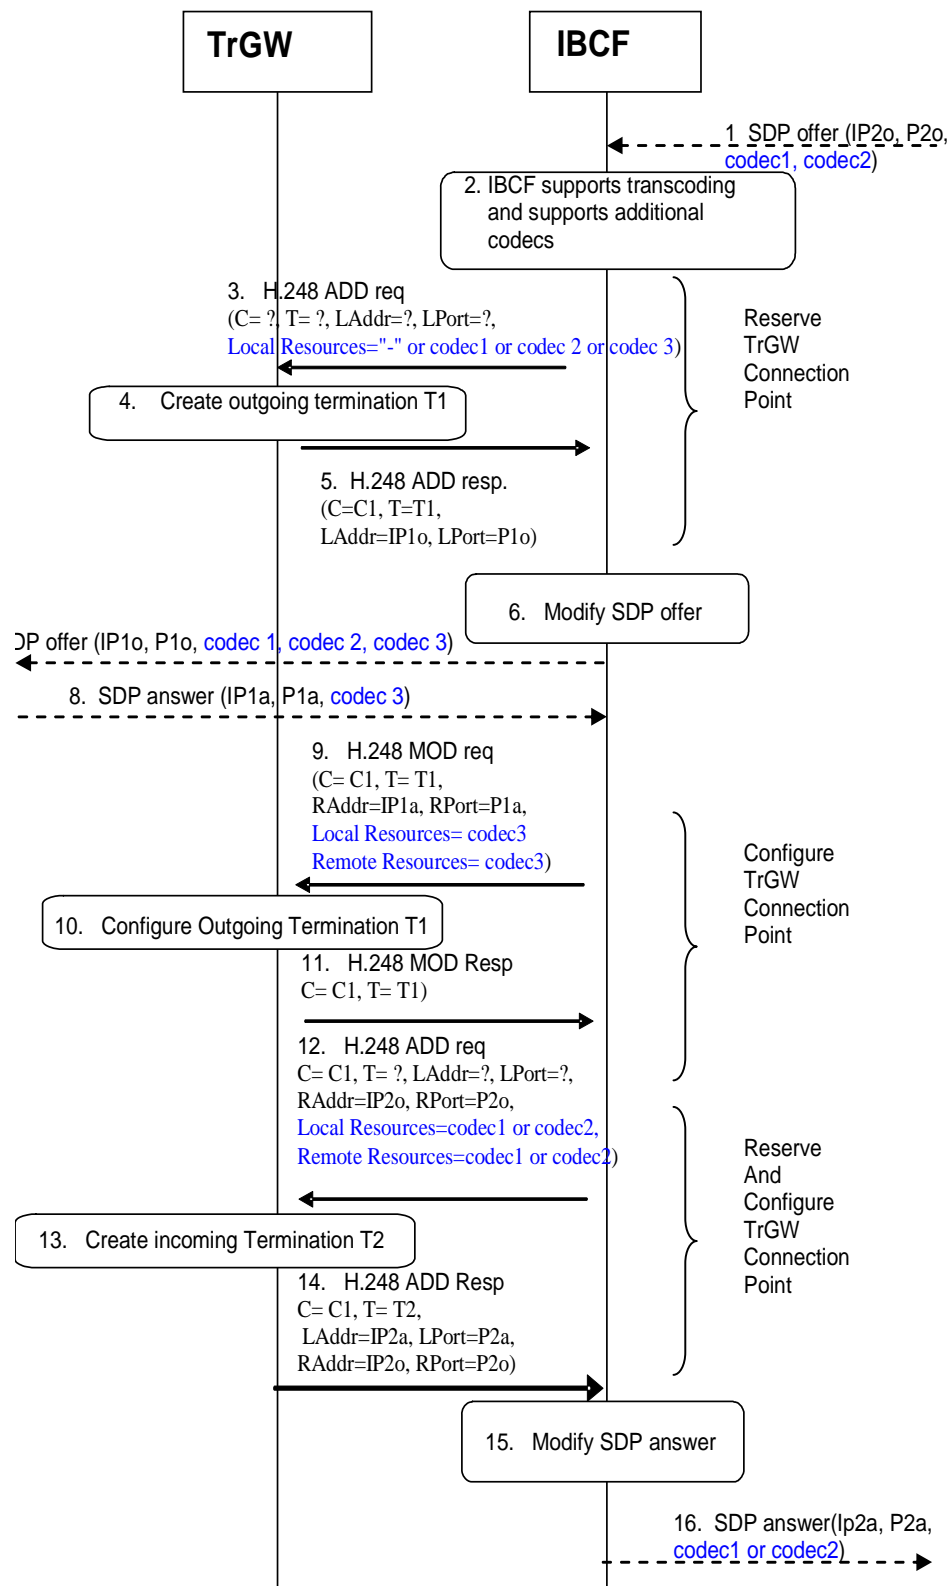 TrGW
IBCF
1 SDP offer (IP2o, P2o,
codec1, codec2)
2. IBCF supports transcoding
and supports additional
codecs
3. H.248 ADD req
(C= ?, T= ?, LAddr=?, LPort=?,
Local Resources="-" or codec1 or codec 2 or codec 3)
Reserve
TrGW
Connection
Point
4. Create outgoing termination T1
5. H.248 ADD resp.
(C=C1, T=T1,
LAddr=IP1o, LPort=P1o)
6. Modify SDP offer
DP offer (IP1o, P1o, codec 1, codec 2, codec 3)
8. SDP answer (IP1a, P1a, codec 3)
9. H.248 MOD req
(C= C1, T= T1,
RAddr=IP1a, RPort=P1a,
Local Resources= codec3
Remote Resources= codec3)
Configure
TrGW
Connection
Point
10. Configure Outgoing Termination T1
11. H.248 MOD Resp
C= C1, T= T1)
12. H.248 ADD req
C= C1, T= ?, LAddr=?, LPort=?,
RAddr=IP2o, RPort=P2o,
Local Resources=codec1 or codec2,
Remote Resources=codec1 or codec2)
Reserve
And
Configure
TrGW
Connection
Point
13. Create incoming Termination T2
14. H.248 ADD Resp
C= C1, T= T2,
LAddr=IP2a, LPort=P2a,
RAddr=IP2o, RPort=P2o)
15. Modify SDP answer
16. SDP answer(Ip2a, P2a,
codec1 or codec2)